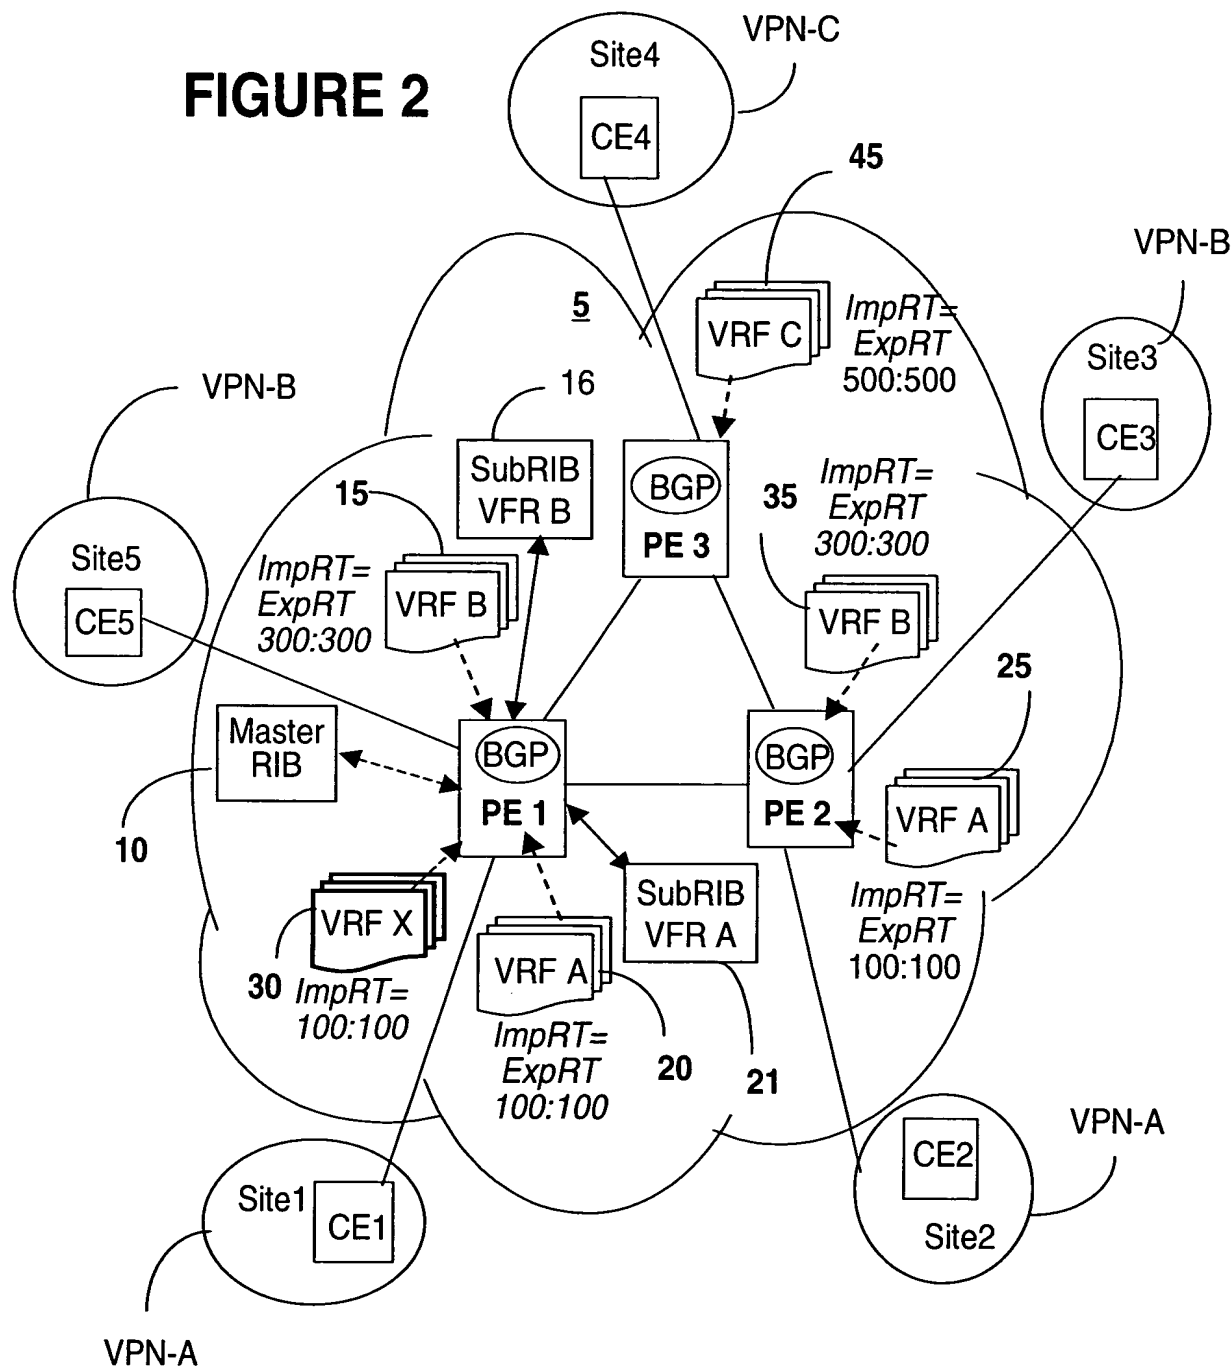 VPN-C
Site4
FIGURE 2
CE4
45
VPN-B
5
VRF C
ImpRT=
ExpRT
500:500
Site3
CE3
VPN-B
16
SubRIB
VFR B
BGP
PE 3
ImpRT=
ExpRT
300:300
15
35
Site5
CE5
ImpRT=
ExpRT
300:300
VRF B
VRF B
25
Master
RIB
BGP
PE 1
BGP
PE 2
VRF A
10
SubRIB
VFR A
ImpRT=
ExpRT
100:100
VRF X
30
ImpRT=
100:100
VRF A
ImpRT=
ExpRT
100:100
20
21
VPN-A
CE2
Site2
Site1
CE1
VPN-A